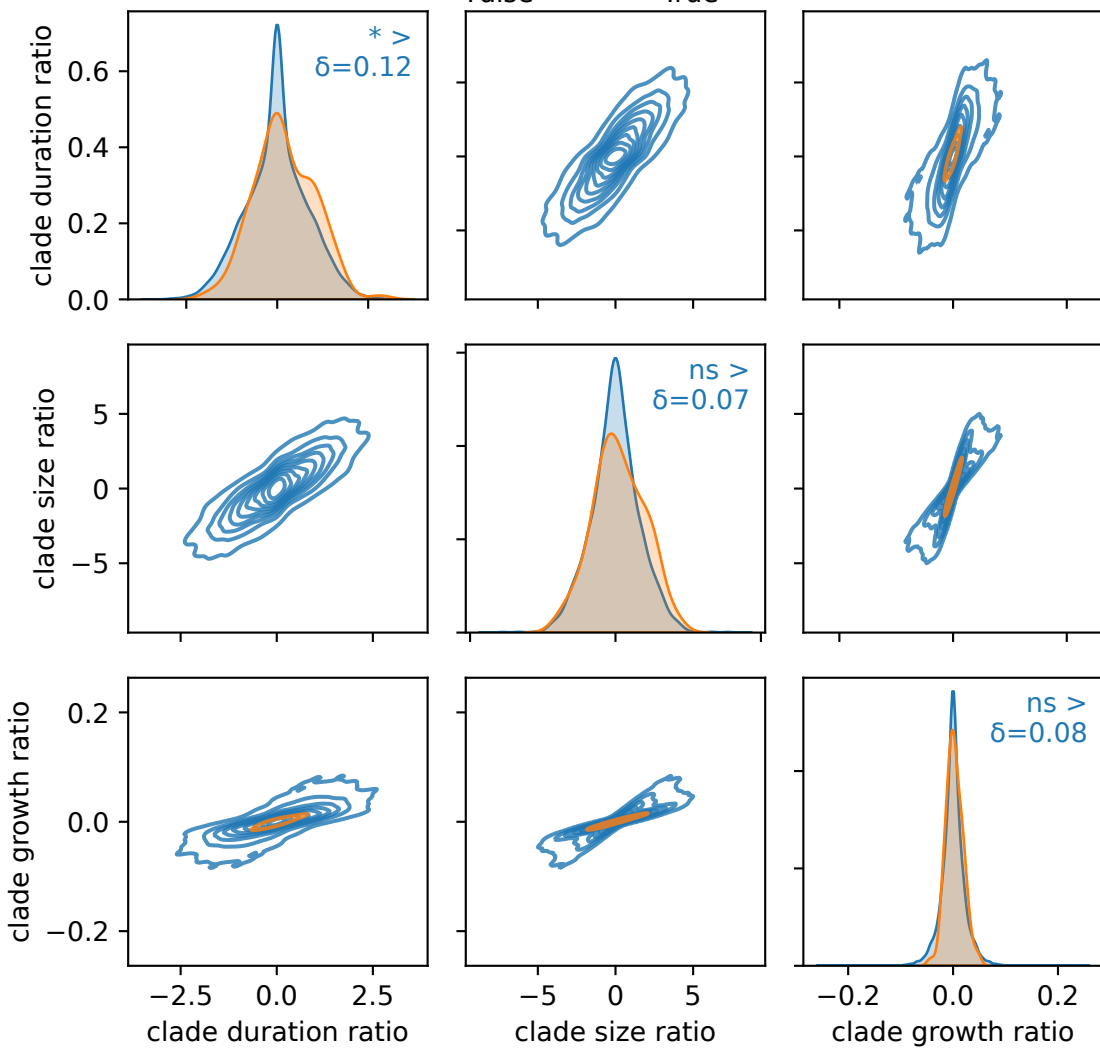 clade duration ratio
0.6
0.4
0.2
0.0
* >
δ=0.12
clade size ratio
5
0
−5
ns >
δ=0.07
clade growth ratio
0.2
0.0
−0.2
ns >
δ=0.08
−2.5 0.0 2.5
−5 0 5
−0.2 0.0 0.2
clade duration ratio
clade size ratio
clade growth ratio